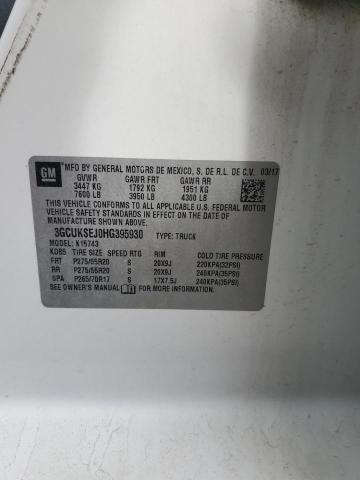 GM
MFD BY GENERAL MOTORS DE MEXICO, S. DE R.L. DE C.V. 03/17
GVWR GAWR FRT GAWR RR
3447 KG 1792 KG 1951 KG
7600 LB 3950 LB 4300 LB
THIS VEHICLE CONFORMS TO ALL APPLICABLE U.S. FEDERAL MOTOR
VEHICLE SAFETY STANDARDS IN EFFECT ON THE DATE OF
MANUFACTURE SHOWN ABOVE.
3GCUKSEJ0HG395930 TYPE: TRUCK
MODEL: K15743
TIRE SIZE SPEED RTG RIM COLD TIRE PRESSURE
FRT P275/55R20 S 20X9J 220KPA(32PSI)
RR P275/55R20 S 20X9J 240KPA(35PSI)
SPA P265/70R17 S 17X7.5J 240KPA(35PSI)
SEE OWNER'S MANUAL FOR MORE INFORMATION.